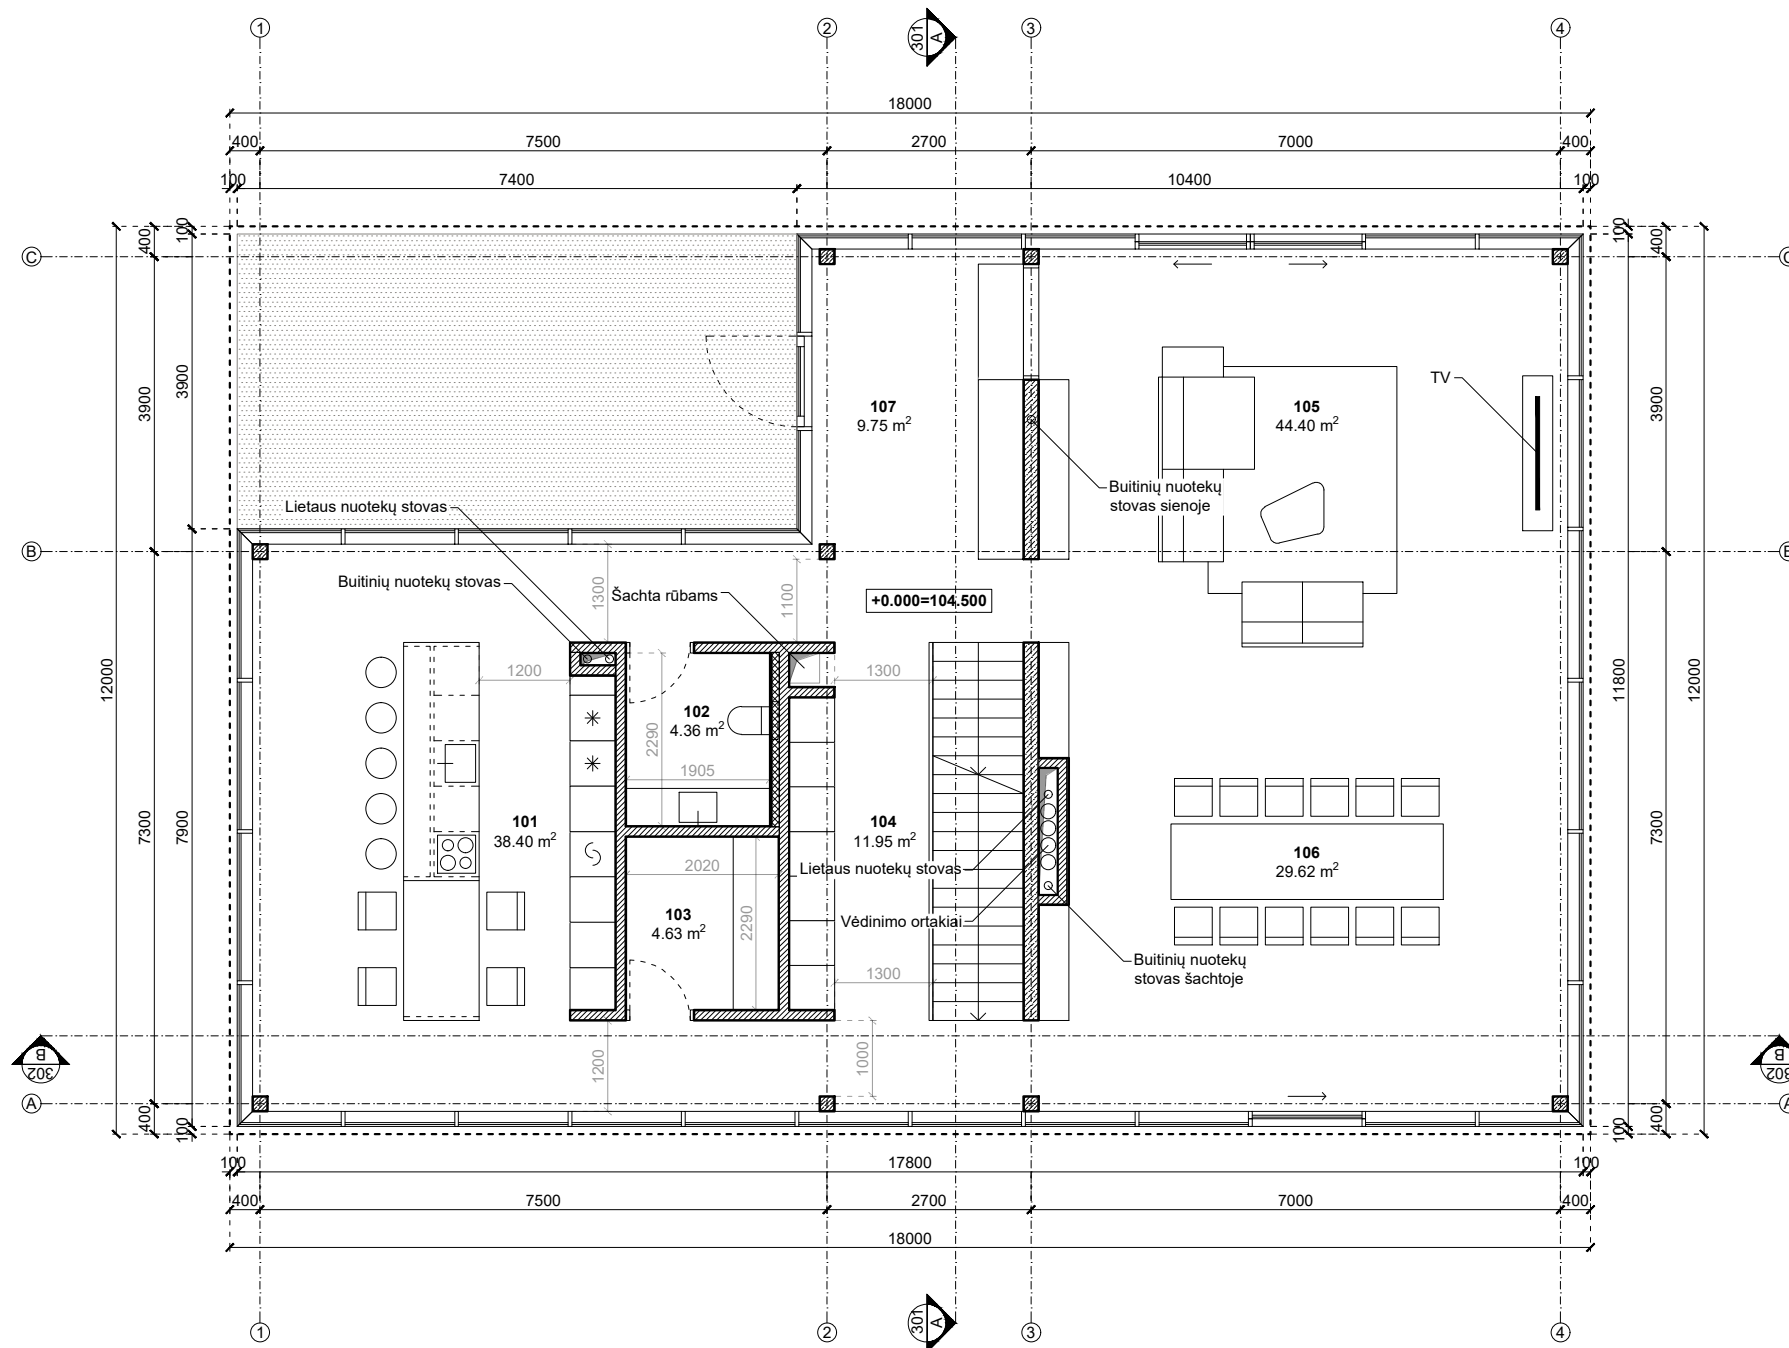 1
2
3
4
301
A
18000
400
7500
2700
7000
400
100
7400
10400
100
100
400
100
400
C
C
3900
3900
3900
107
9.75 m²
105
44.40 m²
TV
Lietaus nuotekų stovas
Buitinių nuotekų
stovas sienoje
B
B
Buitinių nuotekų stovas
1300
Šachta rūbams
1100
+0.000=104.500
12000
11800
12000
1200
1300
102
4.36 m²
2290
1905
7300
7900
7300
101
38.40 m²
104
11.95 m²
106
29.62 m²
2020
Lietaus nuotekų stovas
103
4.63 m²
2290
Vėdinimo ortakiai
1300
Buitinių nuotekų
stovas šachtoje
1200
1000
B
302
B
302
A
A
400
100
400
100
100
17800
100
400
7500
2700
7000
400
18000
301
A
1
2
3
4